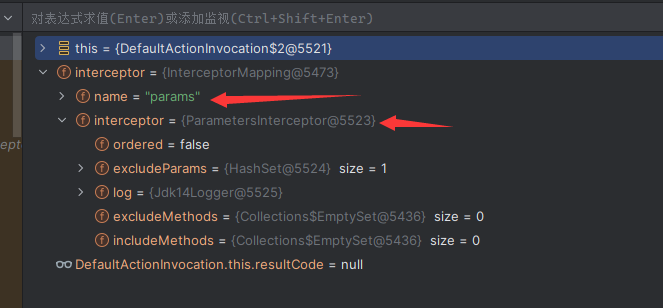 对表达式求值(Enter)或添加监视(Ctrl+Shift+Enter)
this = {DefaultActionInvocation$2@5521}
interceptor = {InterceptorMapping@5473}
name = "params"
interceptor = {ParametersInterceptor@5523}
ordered = false
excludeParams = {HashSet@5524} size = 1
log = {Jdk14Logger@5525}
excludeMethods = {Collections$EmptySet@5436} size = 0
includeMethods = {Collections$EmptySet@5436} size = 0
DefaultActionInvocation.this.resultCode = null